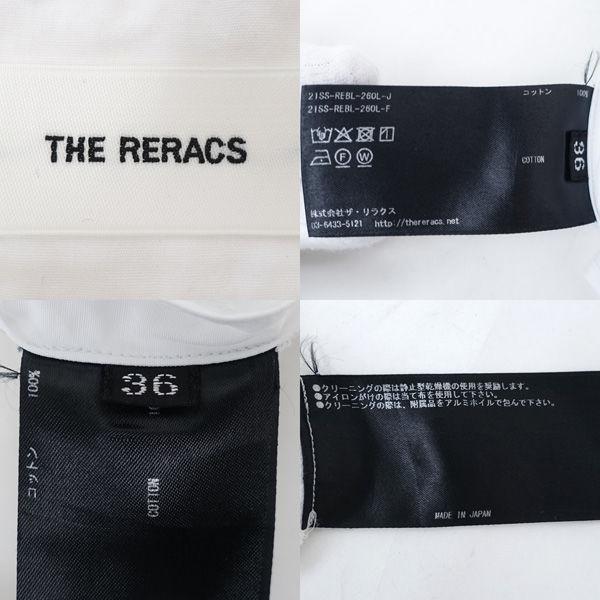 THE RERACS
21SS-REBL-260L-J
21SS-REBL-260L-F
コットン 100%
COTTON
36
F W
株式会社ザ・リラクス
03-6433-5121 http://thereracs.net
36
コットン 100%
COTTON
●クリーニングの際は静止型乾燥機の使用を奨励します。
●アイロンがけの際は当て布を使用して下さい。
●クリーニングの際は、附属品をアルミホイルで包んで下さい。
MADE IN JAPAN